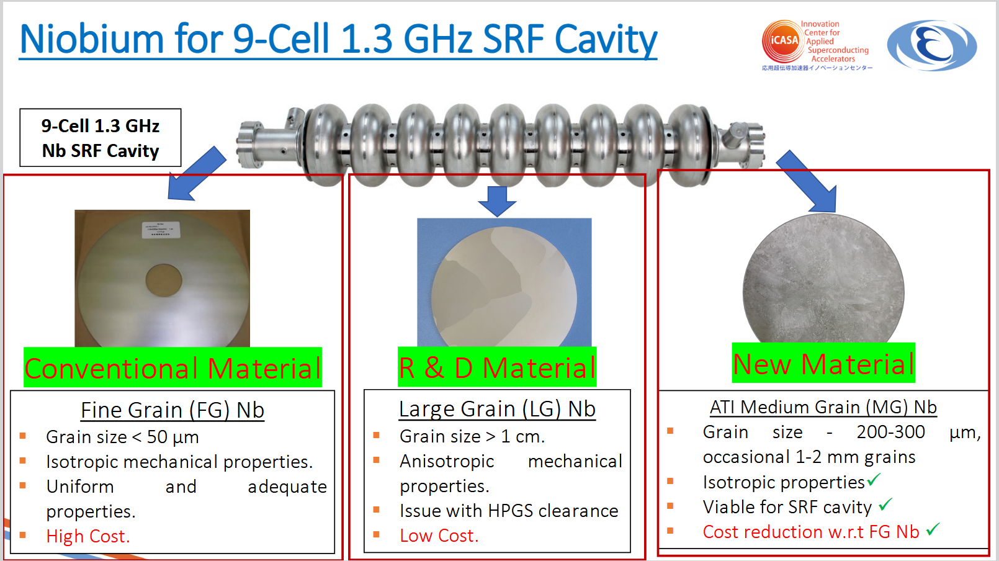 Niobium for 9-Cell 1.3 GHz SRF Cavity
iCASA
Innovation
Center for
Applied
Superconducting
Accelerators
応用超伝導加速器イノベーションセンター
9-Cell 1.3 GHz
Nb SRF Cavity
Conventional Material
Fine Grain (FG) Nb
▪ Grain size < 50 µm
▪ Isotropic mechanical properties.
▪ Uniform and adequate
properties.
▪ High Cost.
R & D Material
Large Grain (LG) Nb
▪ Grain size > 1 cm.
▪ Anisotropic mechanical
properties.
▪ Issue with HPGS clearance
▪ Low Cost.
New Material
ATI Medium Grain (MG) Nb
▪ Grain size - 200-300 µm,
occasional 1-2 mm grains
▪ Isotropic properties✓
▪ Viable for SRF cavity ✓
▪ Cost reduction w.r.t FG Nb ✓